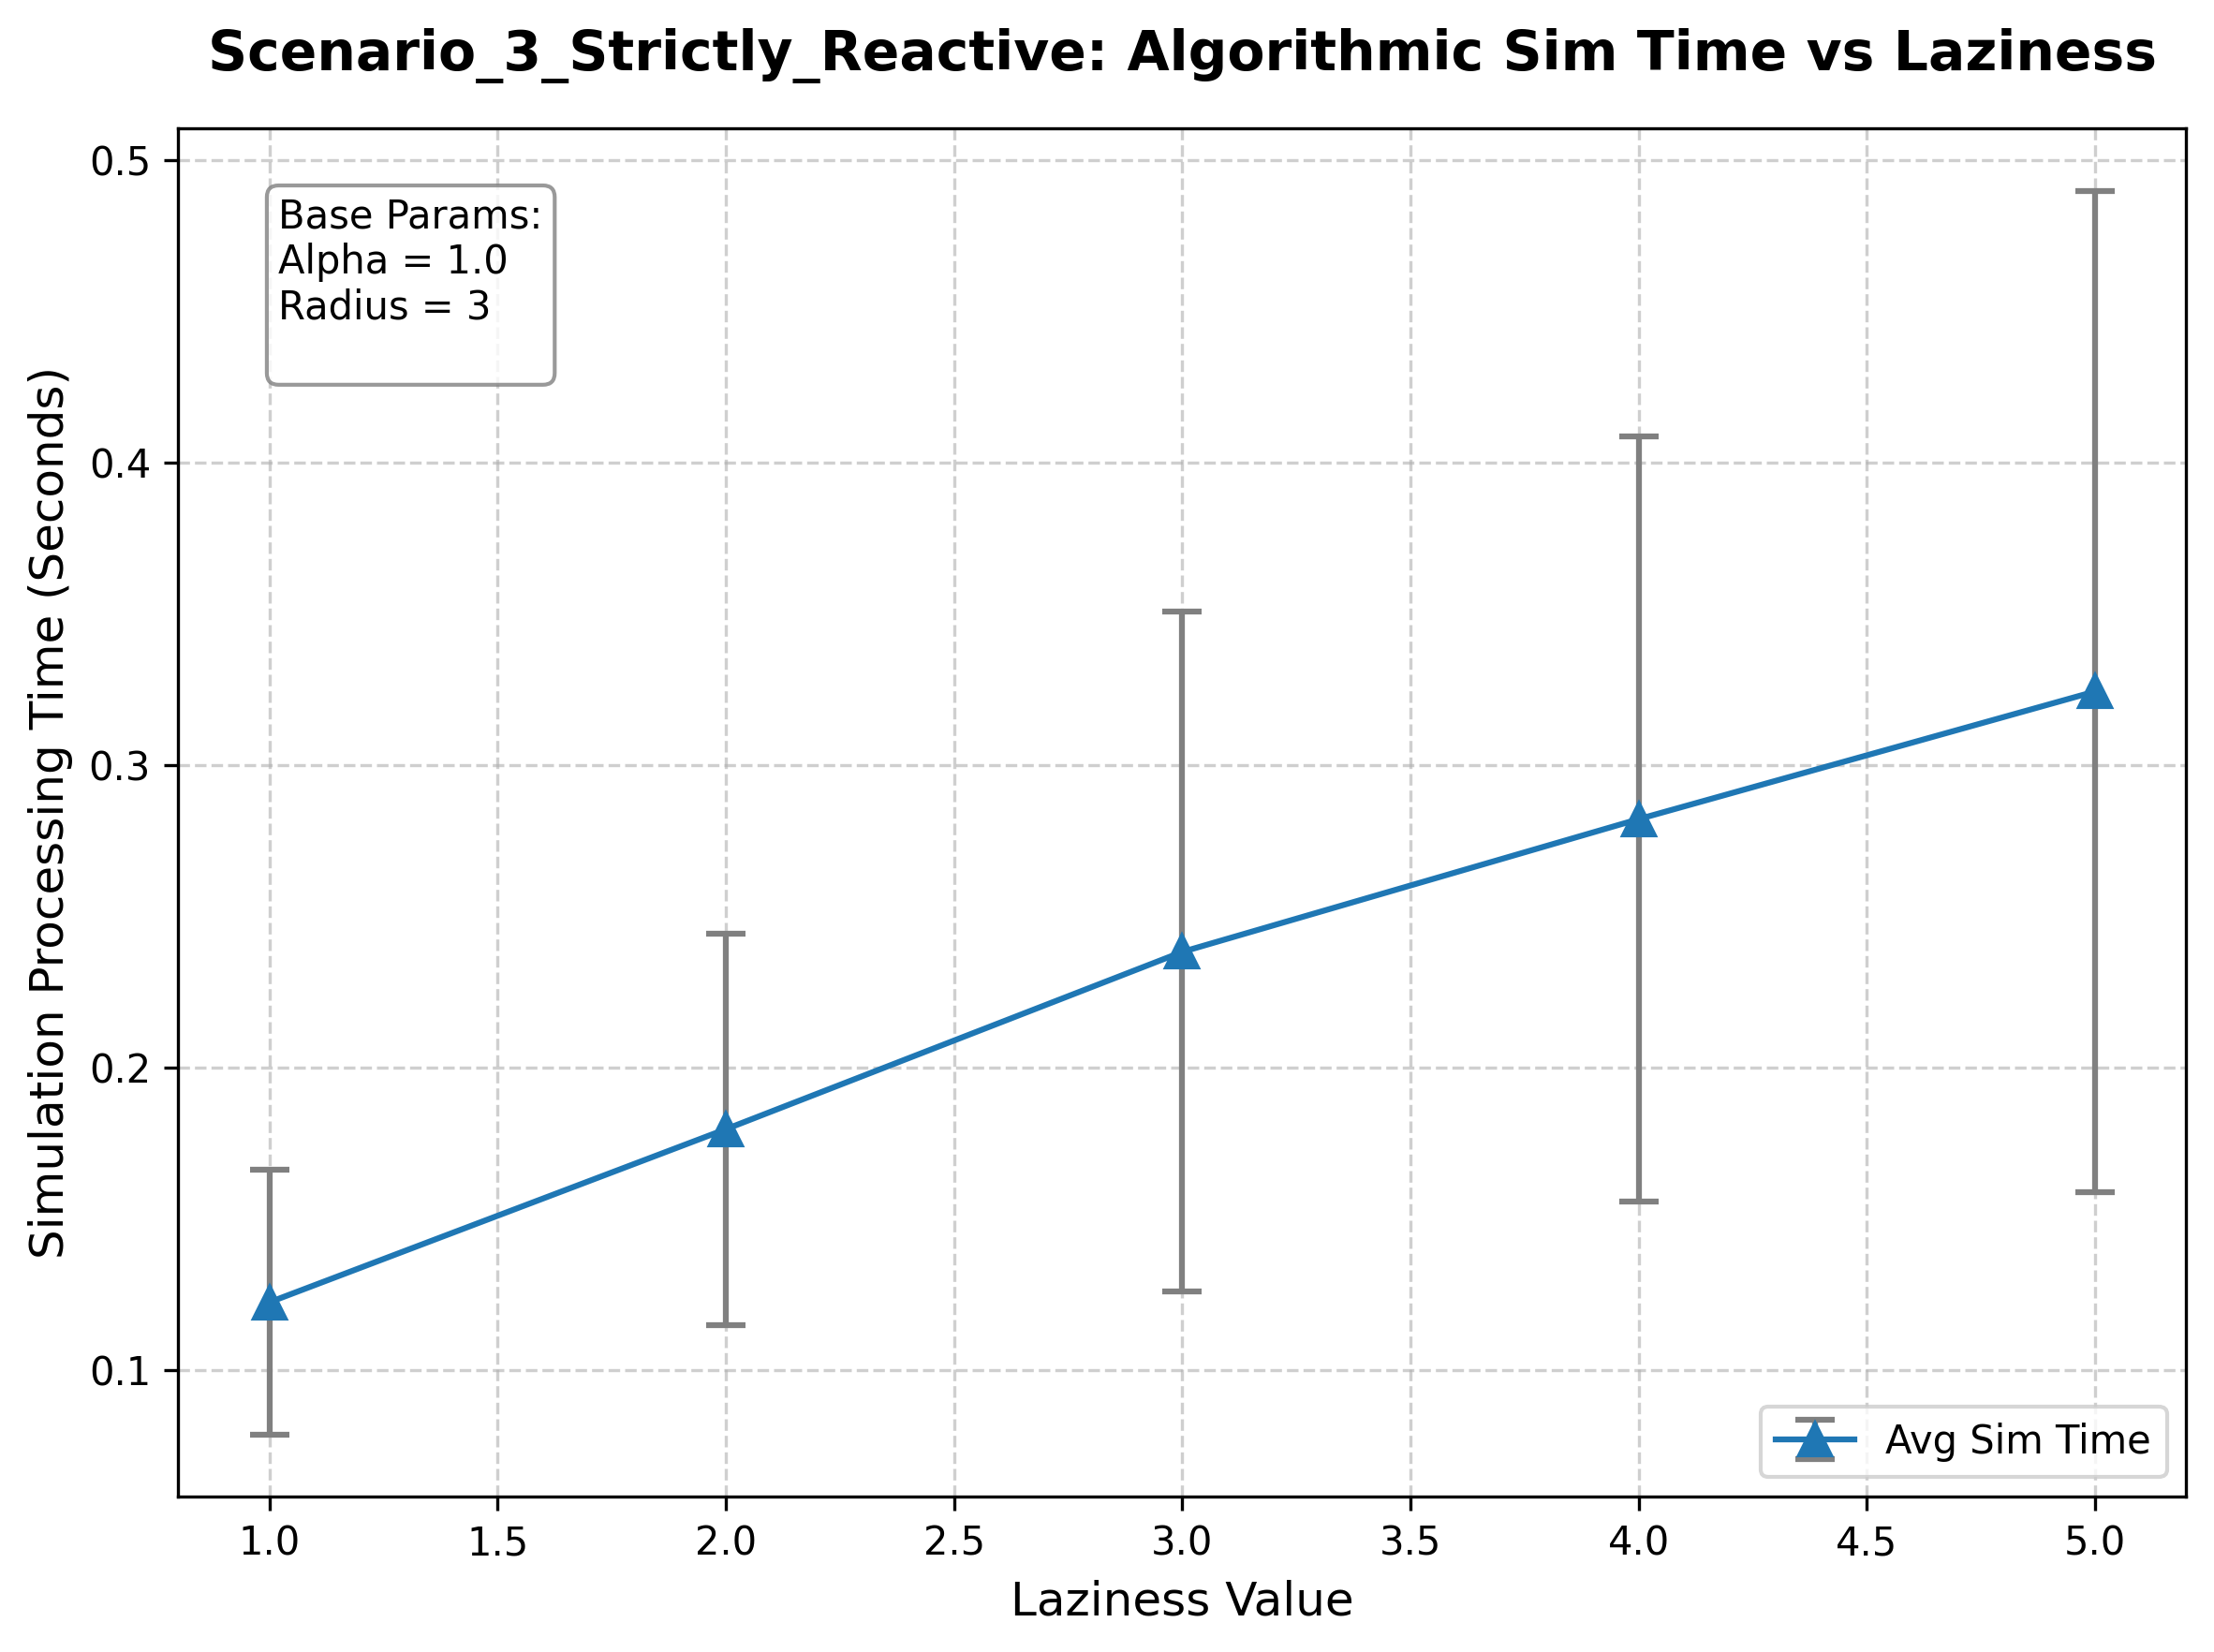 Scenario_3_Strictly_Reactive: Algorithmic Sim Time vs Laziness
Simulation Processing Time (Seconds)
0.5
0.4
0.3
0.2
0.1
Base Params:
Alpha = 1.0
Radius = 3
Avg Sim Time
1.0 1.5 2.0 2.5 3.0 3.5 4.0 4.5 5.0
Laziness Value